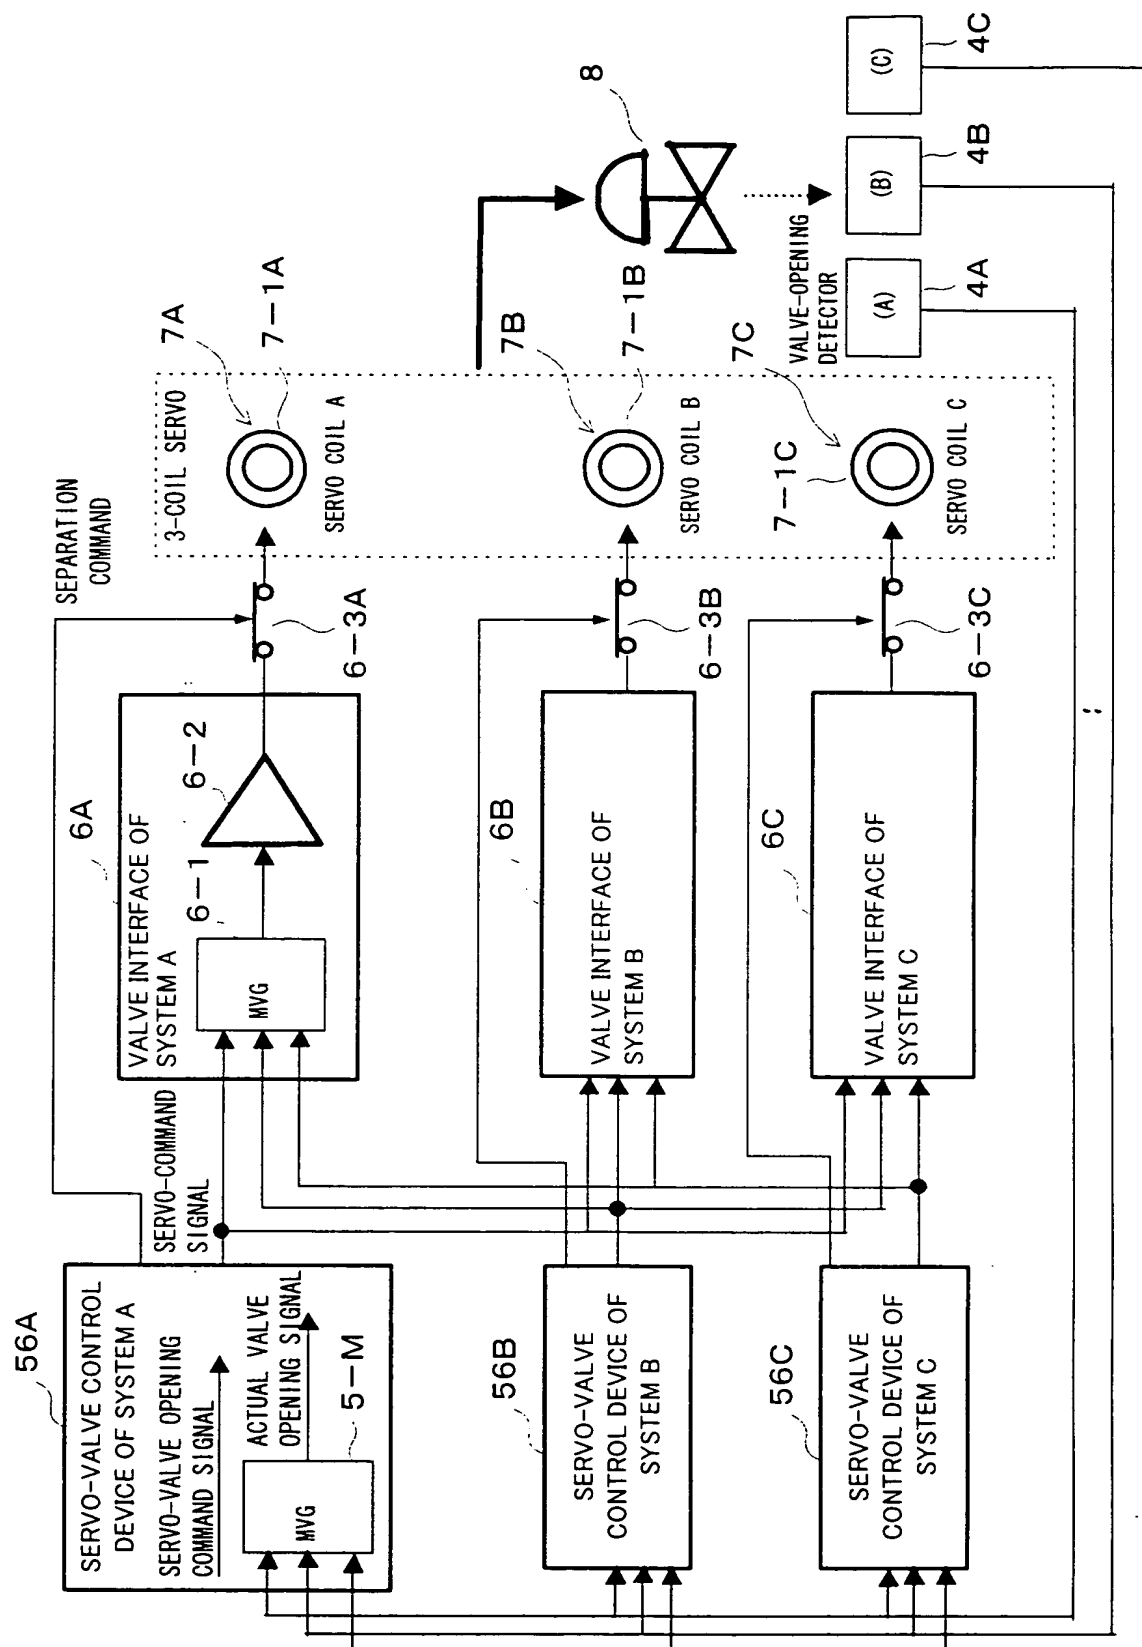 56A
SERVO-VALVE CONTROL
DEVICE OF SYSTEM A
SERVO-VALVE OPENING
COMMAND SIGNAL
ACTUAL VALVE
OPENING SIGNAL
MVG
5-M
SERVO-COMMAND
SIGNAL
6A
VALVE INTERFACE OF
SYSTEM A
MVG
6-1
6-2
SEPARATION
COMMAND
6-3A
3-COIL SERVO
7A
7-1A
SERVO COIL A
56B
SERVO-VALVE
CONTROL DEVICE OF
SYSTEM B
6B
VALVE INTERFACE OF
SYSTEM B
6-3B
7B
7-1B
SERVO COIL B
8
56C
SERVO-VALVE
CONTROL DEVICE OF
SYSTEM C
6C
VALVE INTERFACE OF
SYSTEM C
6-3C
7C
7-1C
SERVO COIL C
VALVE-OPENING
DETECTOR
(A)
4A
(B)
4B
(C)
4C